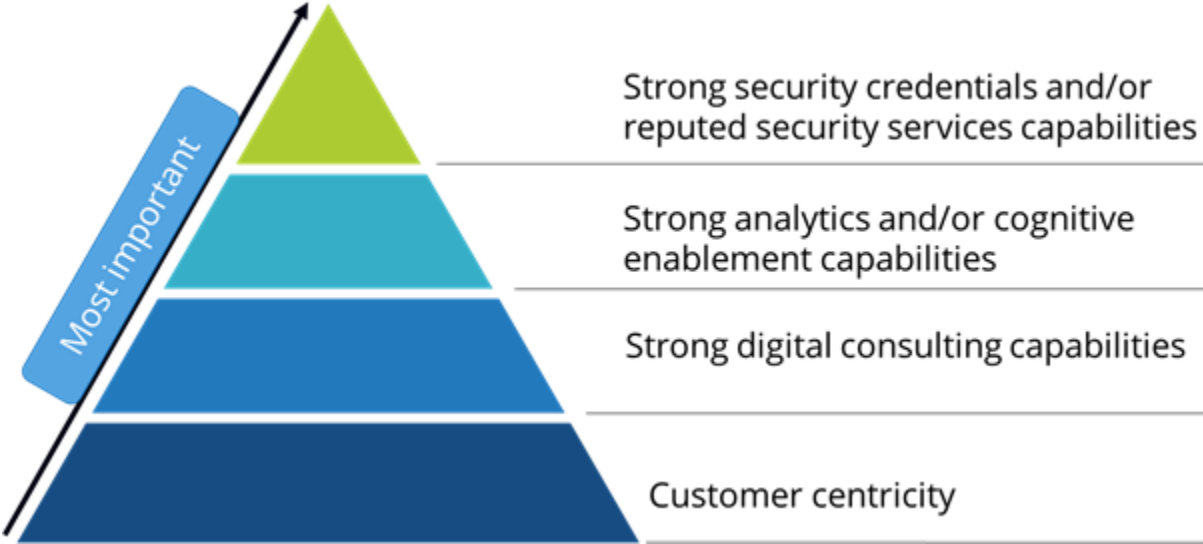 Most important
Strong security credentials and/or
reputed security services capabilities
Strong analytics and/or cognitive
enablement capabilities
Strong digital consulting capabilities
Customer centricity